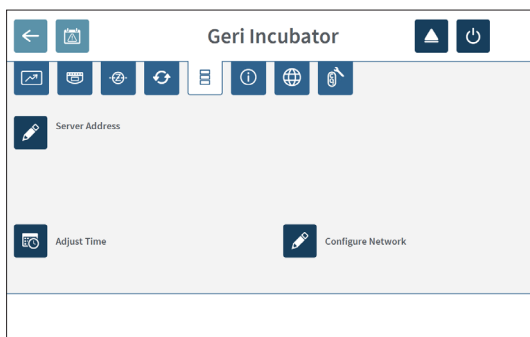 Geri Incubator
Server Address
Adjust Time
Configure Network